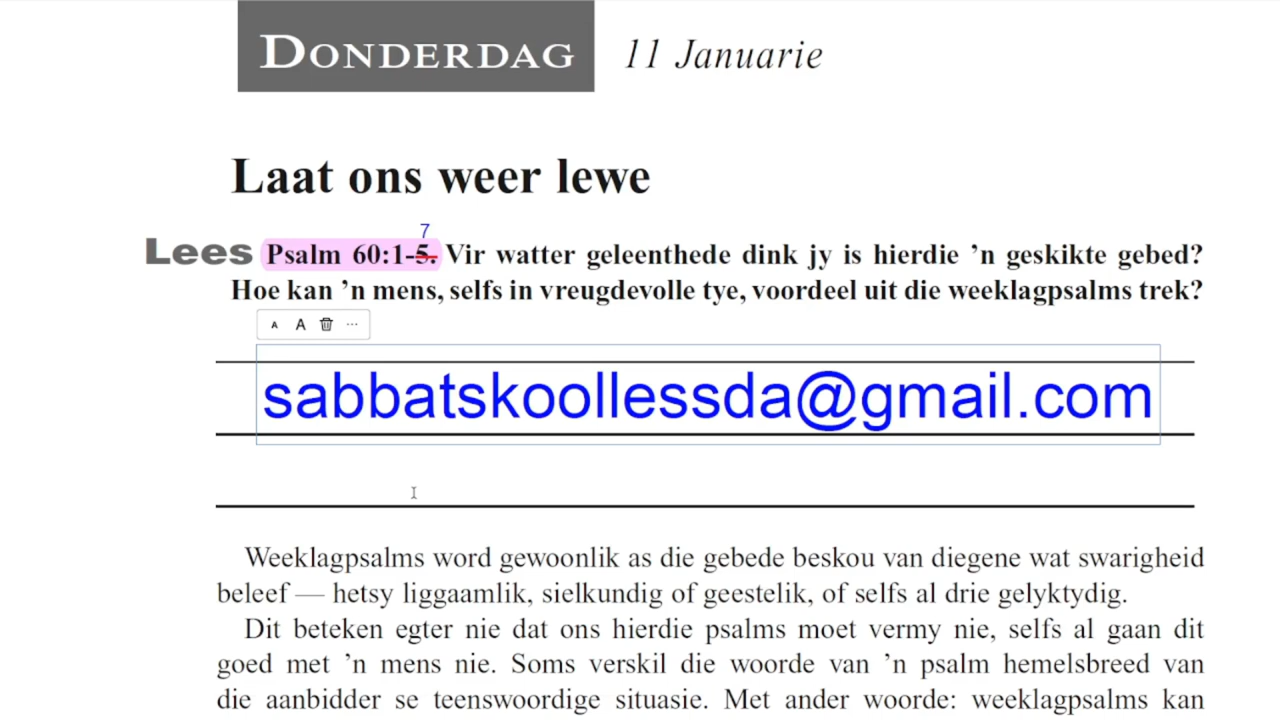 DONDERDAG 11 Januarie
Laat ons weer lewe
7
Lees Psalm 60:1-5. Vir watter geleenthede dink jy is hierdie ’n geskikte gebed?
Hoe kan ’n mens, selfs in vreugdevolle tye, voordeel uit die weeklagpsalms trek?
A A ...
sabbatskoollessda@gmail.com
Weeklagpsalms word gewoonlik as die gebede beskou van diegene wat swarigheid
beleef — hetsy liggaamlik, sielkundig of geestelik, of selfs al drie gelyktydig.
Dit beteken egter nie dat ons hierdie psalms moet vermy nie, selfs al gaan dit
goed met ’n mens nie. Soms verskil die woorde van ’n psalm hemelsbreed van
die aanbidder se teenswoordige situasie. Met ander woorde: weeklagpsalms kan